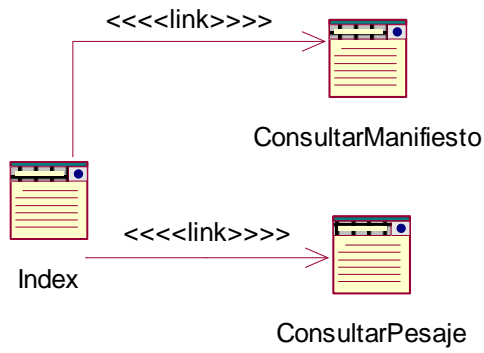 <<<<link>>>>
ConsultarManifiesto
<<<<link>>>>
Index
ConsultarPesaje